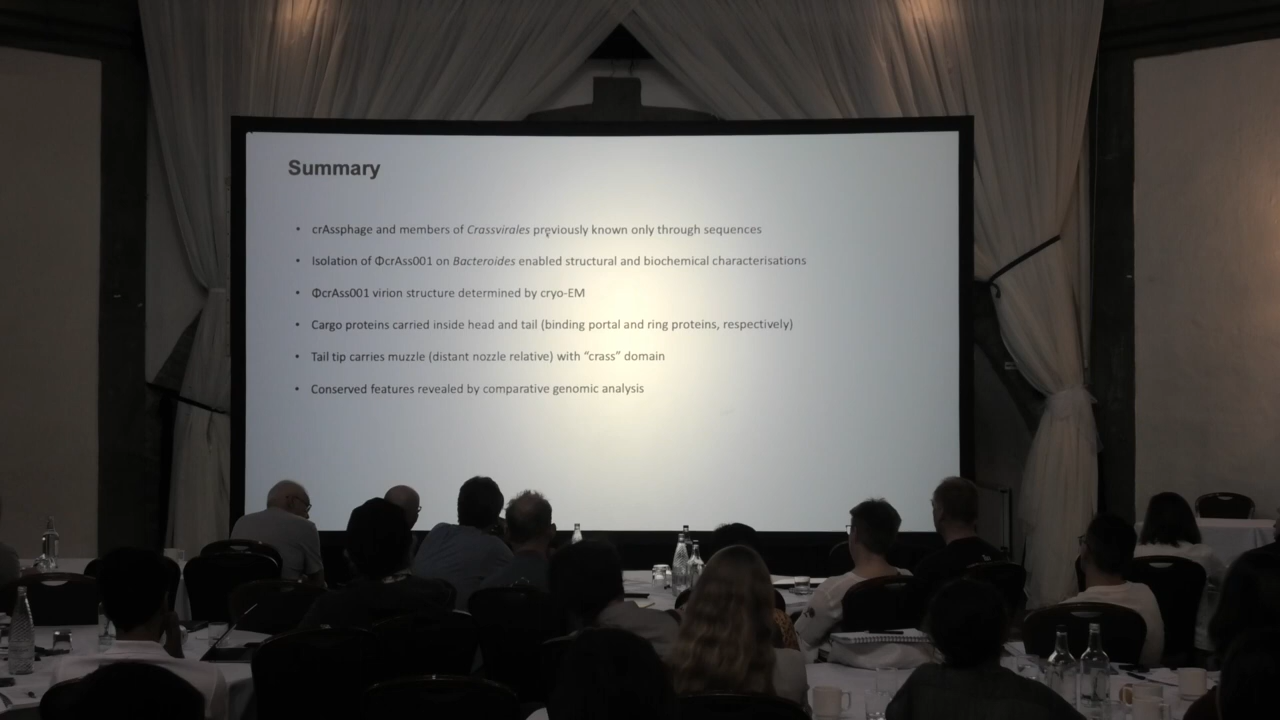 Summary
• crAssphage and members of Crassvirales previously known only through sequences
• Isolation of ΦcrAss001 on Bacteroides enabled structural and biochemical characterisations
• ΦcrAss001 virion structure determined by cryo-EM
• Cargo proteins carried inside head and tail (binding portal and ring proteins, respectively)
• Tail tip carries muzzle (distant nozzle relative) with “crass” domain
• Conserved features revealed by comparative genomic analysis